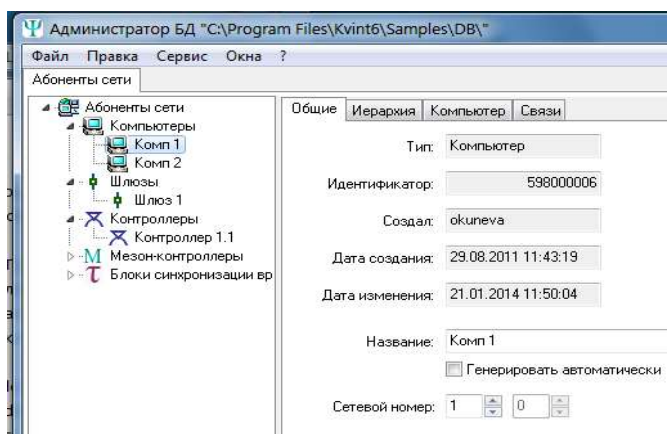 Администратор БД "C:\Program Files\Kvint6\Samples\DB\"
Файл Правка Сервис Окна ?
Абоненты сети
Абоненты сети
Компьютеры
Комп 1
Комп 2
Шлюзы
Шлюз 1
Контроллеры
Контроллер 1.1
Мезон-контроллеры
Блоки синхронизации вр
Общие Иерархия Компьютер Связи
Тип: Компьютер
Идентификатор: 598000006
Создал: okuneva
Дата создания: 29.08.2011 11:43:19
Дата изменения: 21.01.2014 11:50:04
Название: Комп 1
Генерировать автоматически
Сетевой номер: 1 0